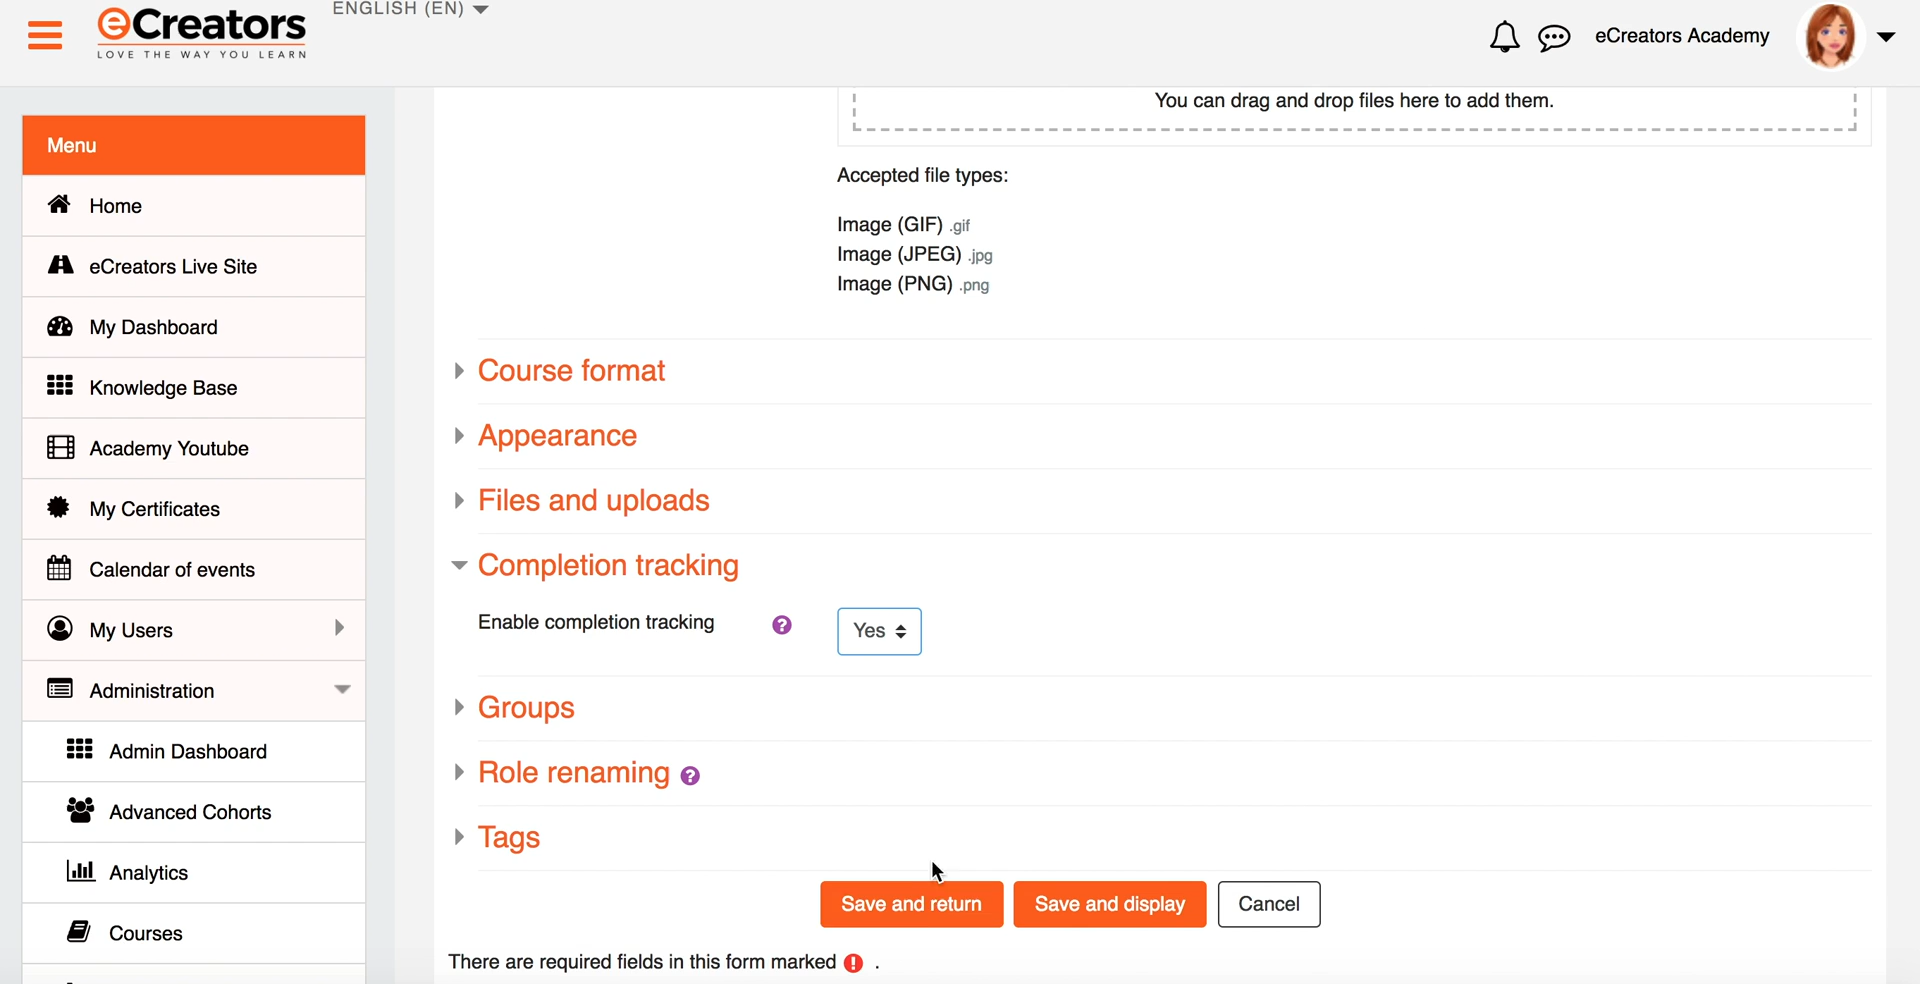 eCreators
LOVE THE WAY YOU LEARN
ENGLISH (EN)
eCreators Academy
Menu
Home
eCreators Live Site
My Dashboard
Knowledge Base
Academy Youtube
My Certificates
Calendar of events
My Users
Administration
Admin Dashboard
Advanced Cohorts
Analytics
Courses
You can drag and drop files here to add them.
Accepted file types:
Image (GIF) .gif
Image (JPEG) .jpg
Image (PNG) .png
Course format
Appearance
Files and uploads
Completion tracking
Enable completion tracking ? Yes
Groups
Role renaming ?
Tags
Save and return Save and display Cancel
There are required fields in this form marked ! .